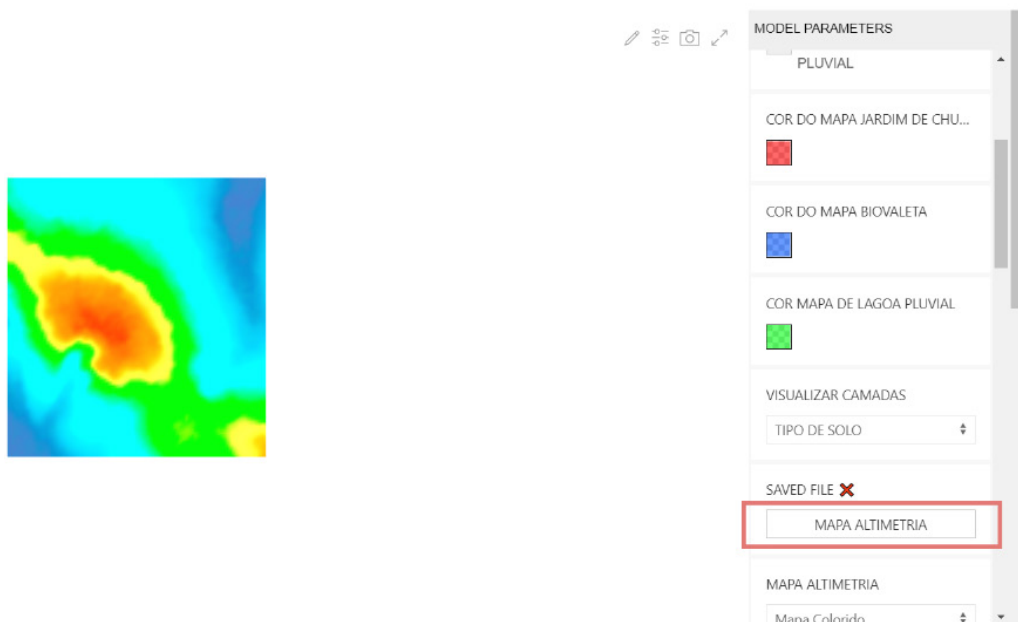 MODEL PARAMETERS
PLUVIAL
COR DO MAPA JARDIM DE CHU...
COR DO MAPA BIOVALETA
COR MAPA DE LAGOA PLUVIAL
VISUALIZAR CAMADAS
TIPO DE SOLO
SAVED FILE
MAPA ALTIMETRIA
MAPA ALTIMETRIA
Mapa Colorido